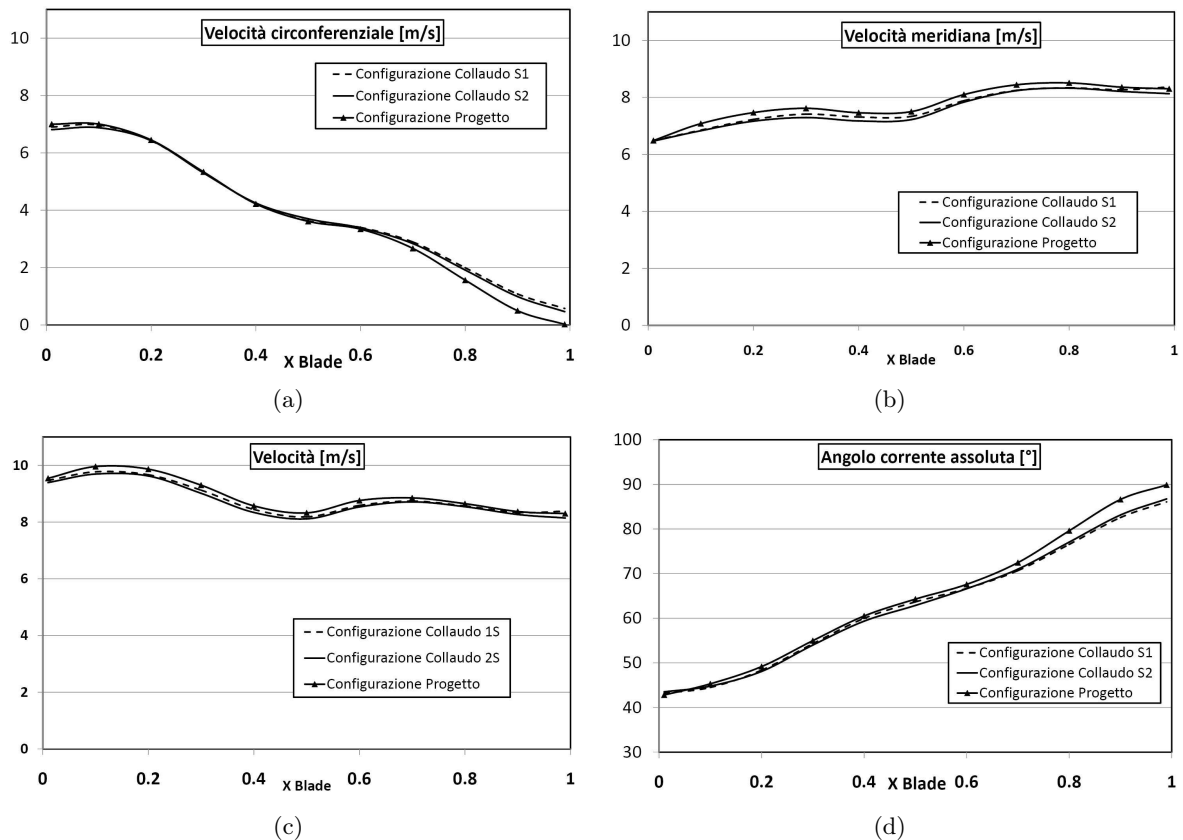 Velocità circonferenziale [m/s]
Configurazione Collaudo S1
Configurazione Collaudo S2
Configurazione Progetto
10
8
6
4
2
0
0 0.2 0.4 0.6 0.8 1
X Blade
(a)
Velocità meridiana [m/s]
10
8
6
4
2
0
Configurazione Collaudo S1
Configurazione Collaudo S2
Configurazione Progetto
0 0.2 0.4 0.6 0.8 1
X Blade
(b)
Velocità [m/s]
10
8
6
4
2
0
Configurazione Collaudo 1S
Configurazione Collaudo 2S
Configurazione Progetto
0 0.2 0.4 0.6 0.8 1
X Blade
(c)
Angolo corrente assoluta [°]
100
90
80
70
60
50
40
30
Configurazione Collaudo S1
Configurazione Collaudo S2
Configurazione Progetto
0 0.2 0.4 0.6 0.8 1
X Blade
(d)